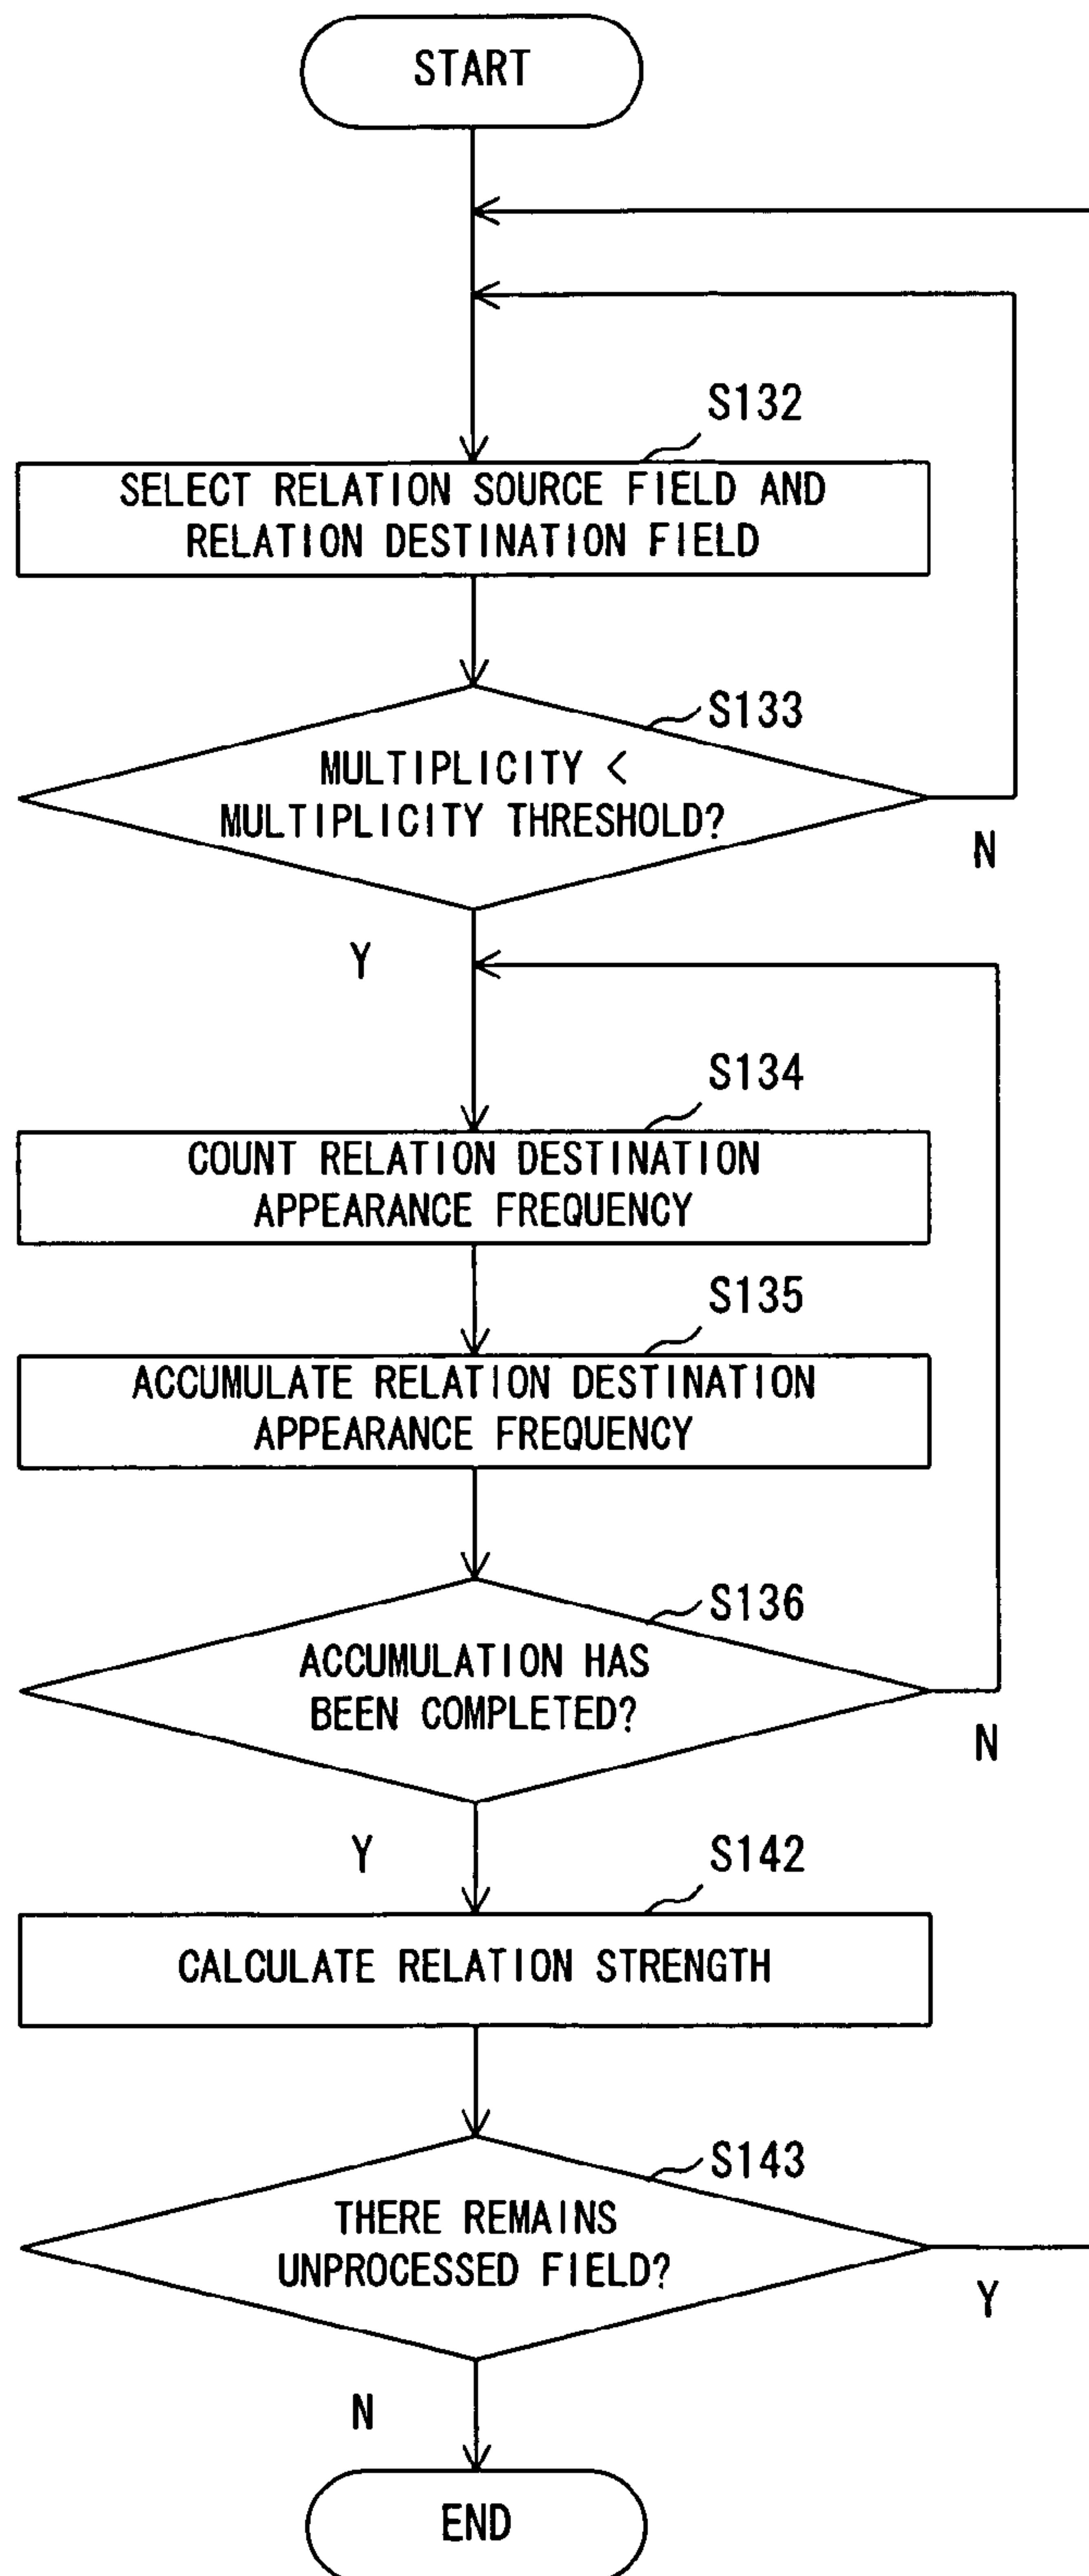 START
S132
SELECT RELATION SOURCE FIELD AND
RELATION DESTINATION FIELD
S133
MULTIPLICITY <
MULTIPLICITY THRESHOLD?
N
Y
S134
COUNT RELATION DESTINATION
APPEARANCE FREQUENCY
S135
ACCUMULATE RELATION DESTINATION
APPEARANCE FREQUENCY
S136
ACCUMULATION HAS
BEEN COMPLETED?
N
Y
S142
CALCULATE RELATION STRENGTH
S143
THERE REMAINS
UNPROCESSED FIELD?
Y
N
END